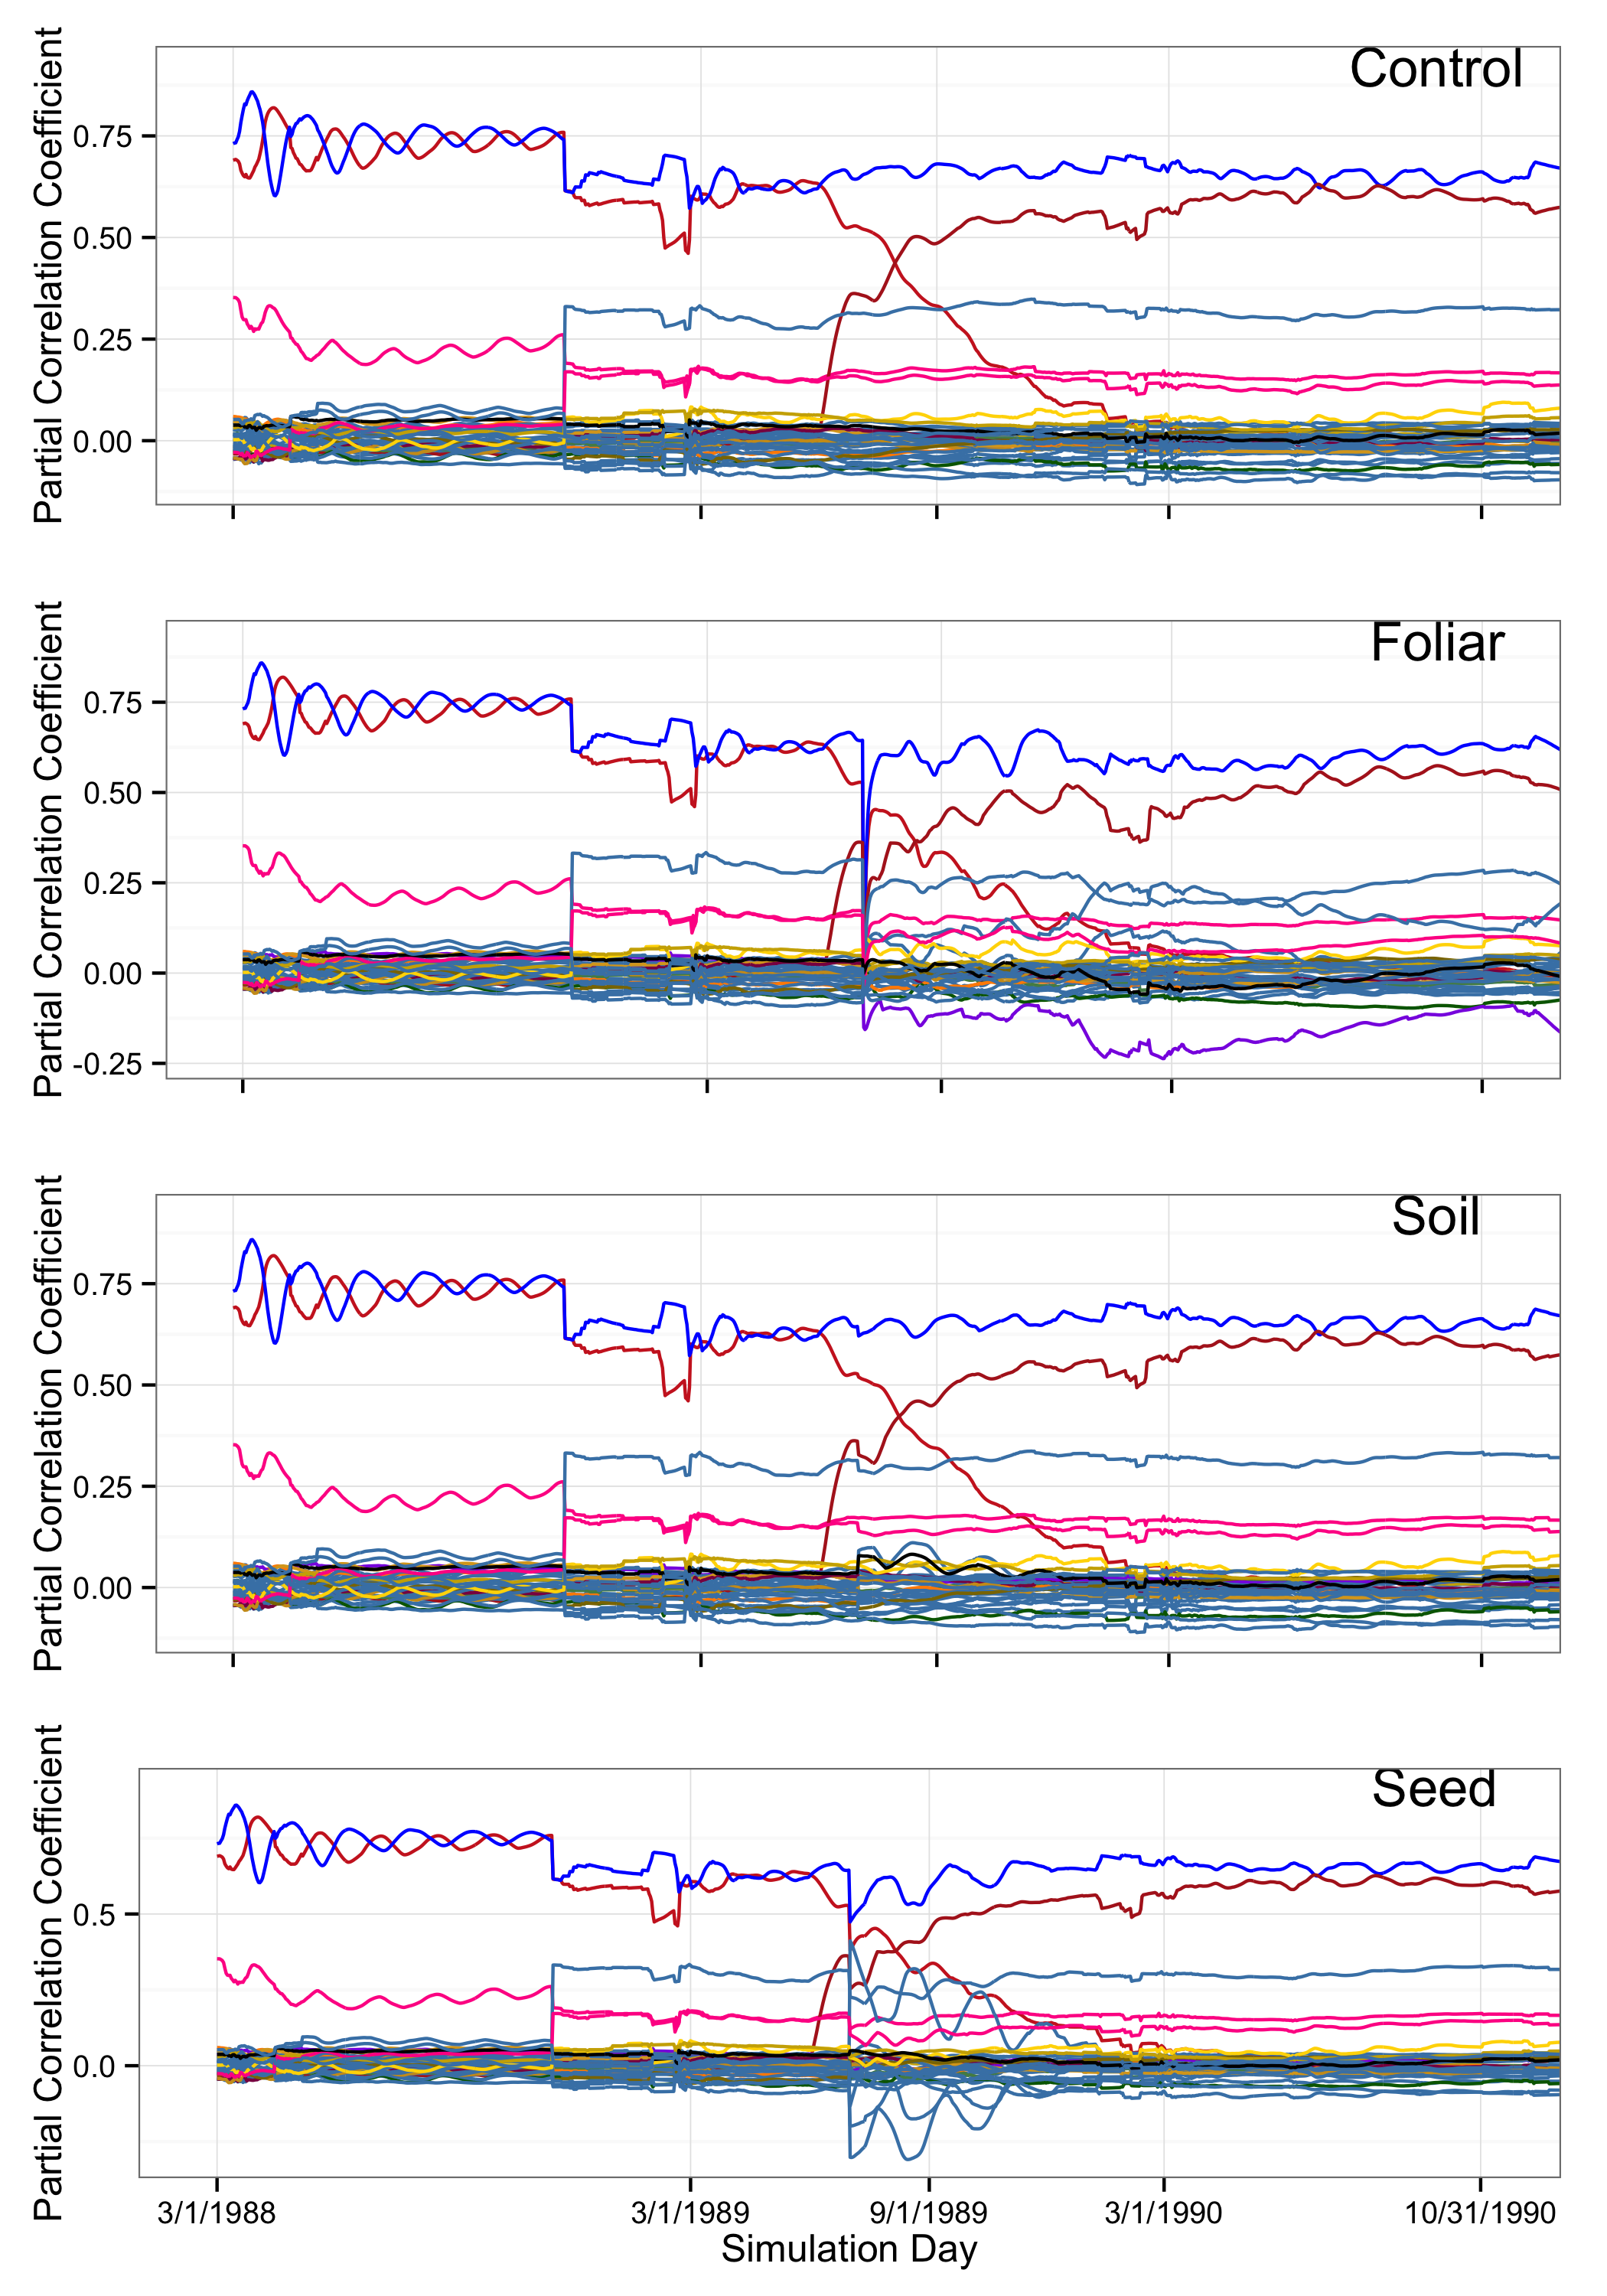 Control
Partial Correlation Coefficient
0.75
0.50
0.25
0.00
Foliar
Partial Correlation Coefficient
0.75
0.50
0.25
0.00
-0.25
Soil
Partial Correlation Coefficient
0.75
0.50
0.25
0.00
Seed
Partial Correlation Coefficient
0.5
0.0
3/1/1988 3/1/1989 9/1/1989 3/1/1990 10/31/1990
Simulation Day